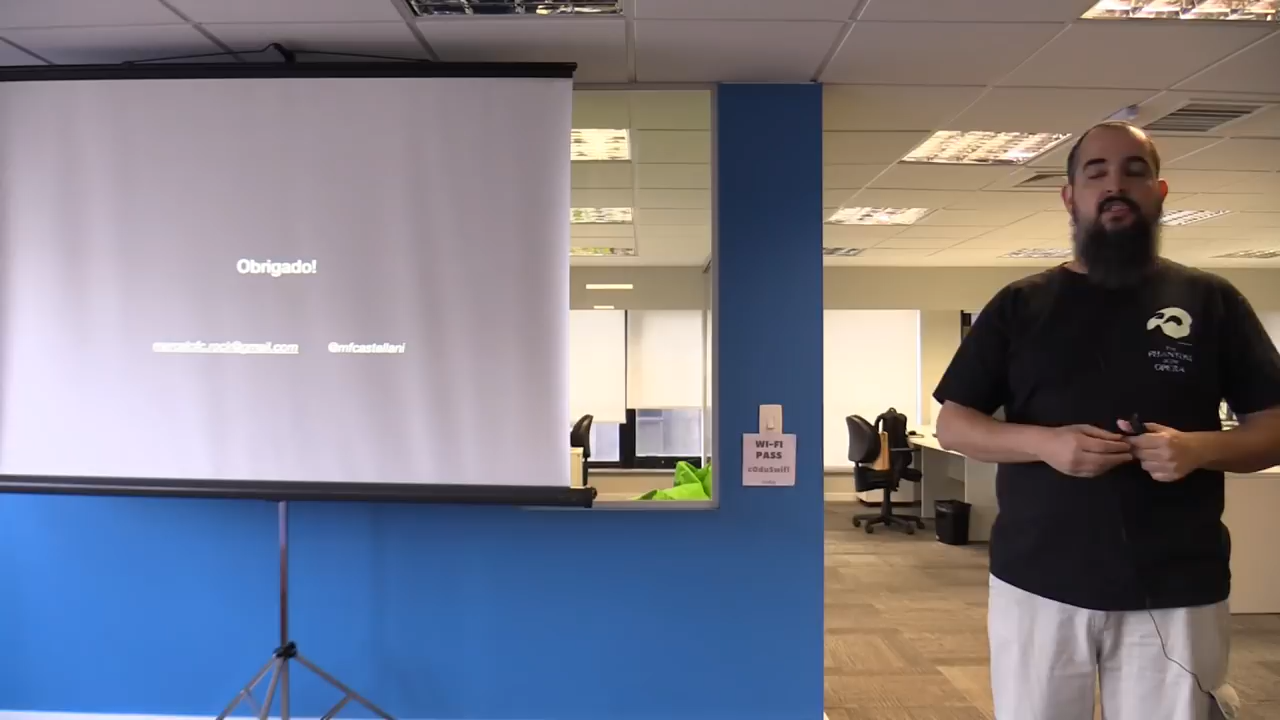 Obrigado!
@mfcastellani
WI-FI
PASS
THE
PHANTOM
OF THE
OPERA